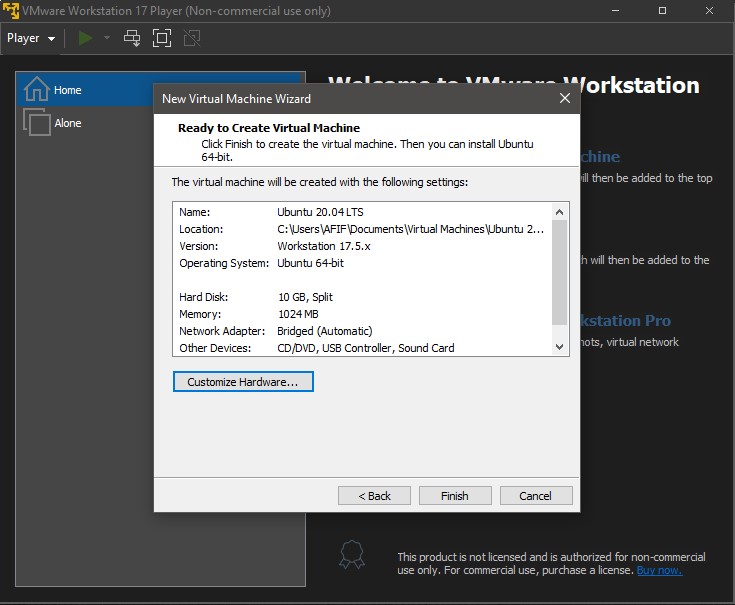 VMware Workstation 17 Player (Non-commercial use only)
Player
Home
Alone
Welcome to VMware Workstation
New Virtual Machine Wizard
Ready to Create Virtual Machine
Click Finish to create the virtual machine. Then you can install Ubuntu
64-bit.
The virtual machine will be created with the following settings:
Name: Ubuntu 20.04 LTS
Location: C:\Users\AFIF\Documents\Virtual Machines\Ubuntu 2...
Version: Workstation 17.5.x
Operating System: Ubuntu 64-bit
Hard Disk: 10 GB, Split
Memory: 1024 MB
Network Adapter: Bridged (Automatic)
Other Devices: CD/DVD, USB Controller, Sound Card
Customize Hardware...
< Back Finish Cancel
will then be added to the top
will then be added to the
kstation Pro
hots, virtual network
This product is not licensed and is authorized for non-commercial
use only. For commercial use, purchase a license. Buy now.